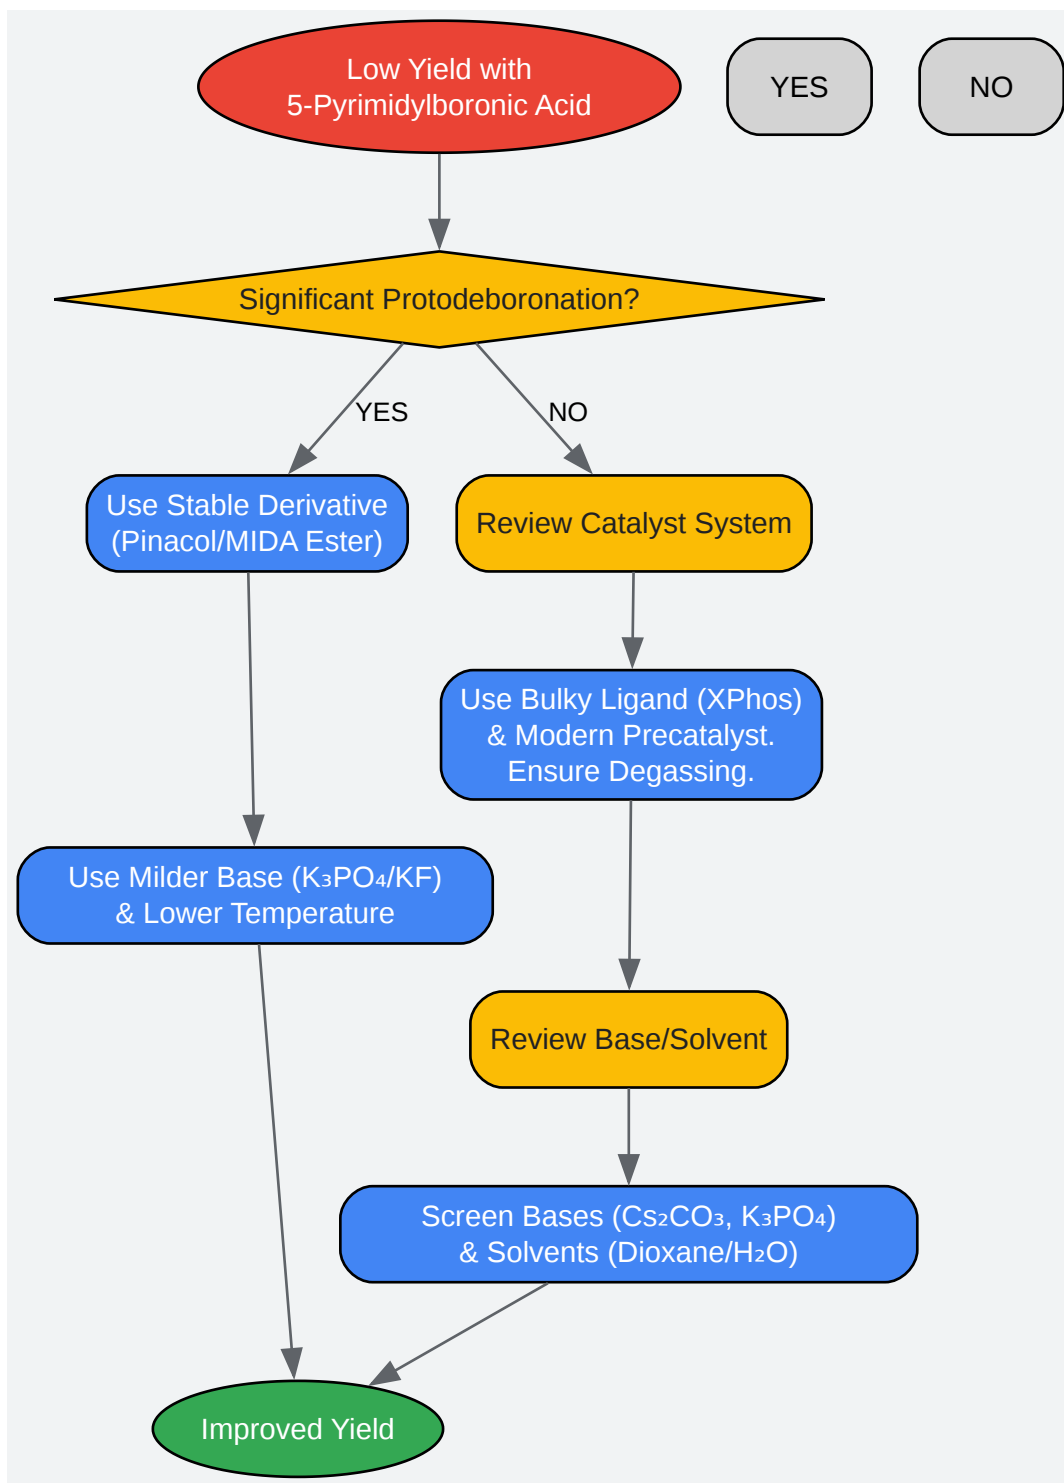 Low Yield with
5-Pyrimidylboronic Acid
YES
NO
Significant Protodeboronation?
YES
NO
Use Stable Derivative
(Pinacol/MIDA Ester)
Review Catalyst System
Use Bulky Ligand (XPhos)
& Modern Precatalyst.
Ensure Degassing.
Use Milder Base (K₃PO₄/KF)
& Lower Temperature
Review Base/Solvent
Screen Bases (Cs₂CO₃, K₃PO₄)
& Solvents (Dioxane/H₂O)
Improved Yield